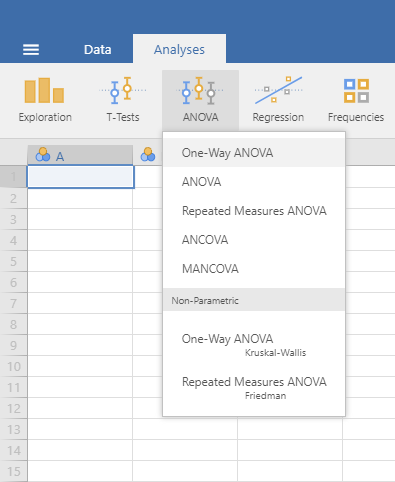 Data Analyses
Exploration T-Tests ANOVA Regression Frequencies
A
One-Way ANOVA
ANOVA
Repeated Measures ANOVA
ANCOVA
MANCOVA
Non-Parametric
One-Way ANOVA
Kruskal-Wallis
Repeated Measures ANOVA
Friedman
1
2
3
4
5
6
7
8
9
10
11
12
13
14
15